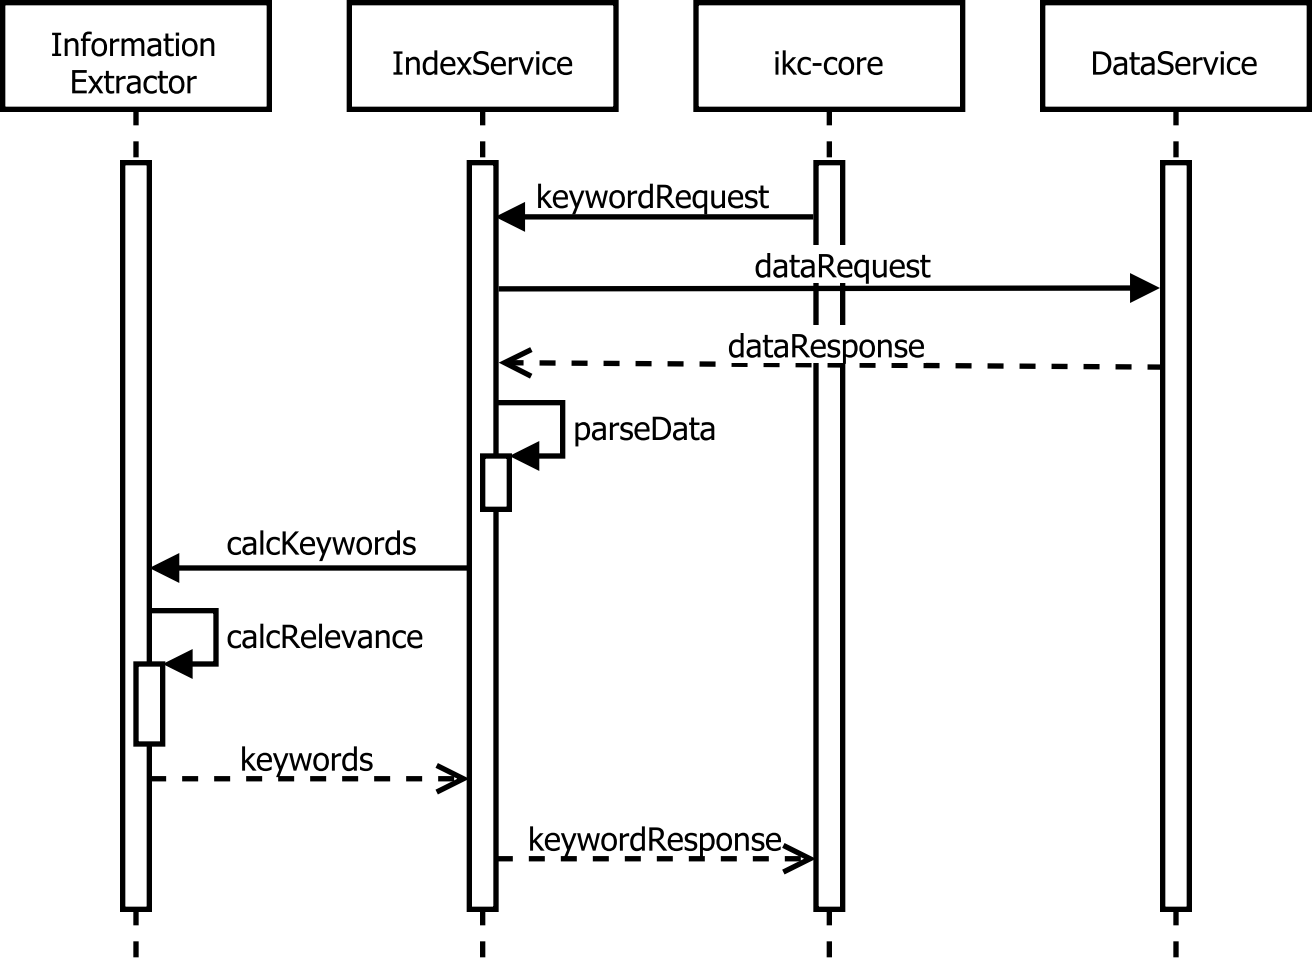 Information
Extractor
IndexService
ikc-core
DataService
keywordRequest
dataRequest
dataResponse
parseData
calcKeywords
calcRelevance
keywords
keywordResponse